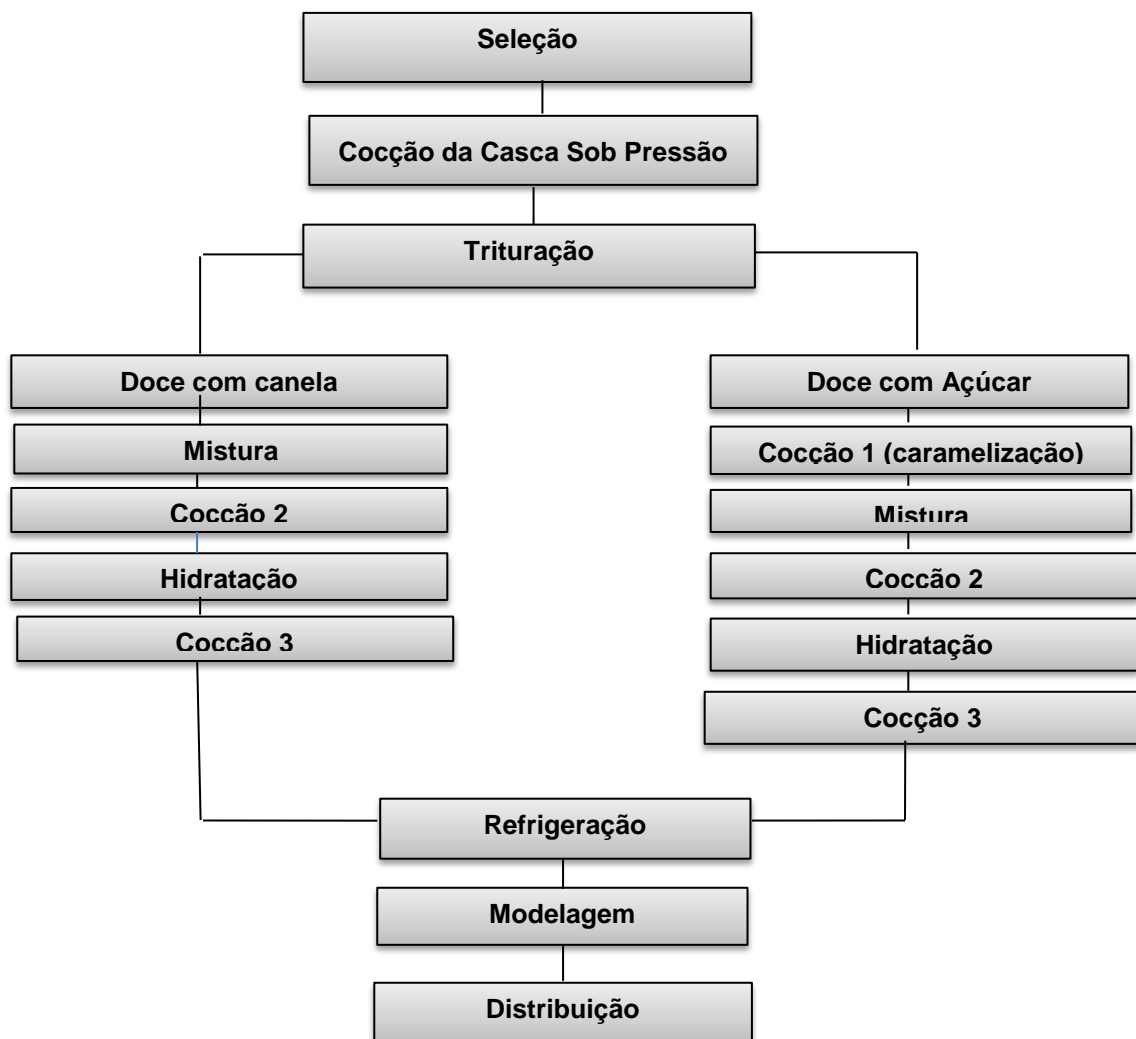 Seleção
Cocção da Casca Sob Pressão
Trituração
Doce com canela
Mistura
Cocção 2
Hidratação
Cocção 3
Doce com Açúcar
Cocção 1 (caramelização)
Mistura
Cocção 2
Hidratação
Cocção 3
Refrigeração
Modelagem
Distribuição